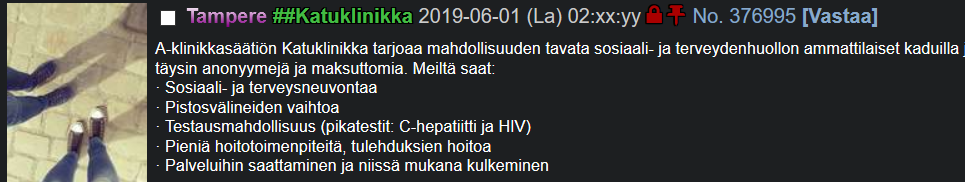 Tampere ##Katuklinikka 2019-06-01 (La) 02:xx:yy No. 376995 [Vastaa]
A-klinikkasäätiön Katuklinikka tarjoaa mahdollisuuden tavata sosiaali- ja terveydenhuollon ammattilaiset kaduilla
täysin anonyymejä ja maksuttomia. Meiltä saat:
· Sosiaali- ja terveysneuvontaa
· Pistosvälineiden vaihtoa
· Testausmahdollisuus (pikatestit: C-hepatiitti ja HIV)
· Pieniä hoitotoimenpiteitä, tulehduksien hoitoa
· Palveluihin saattaminen ja niissä mukana kulkeminen